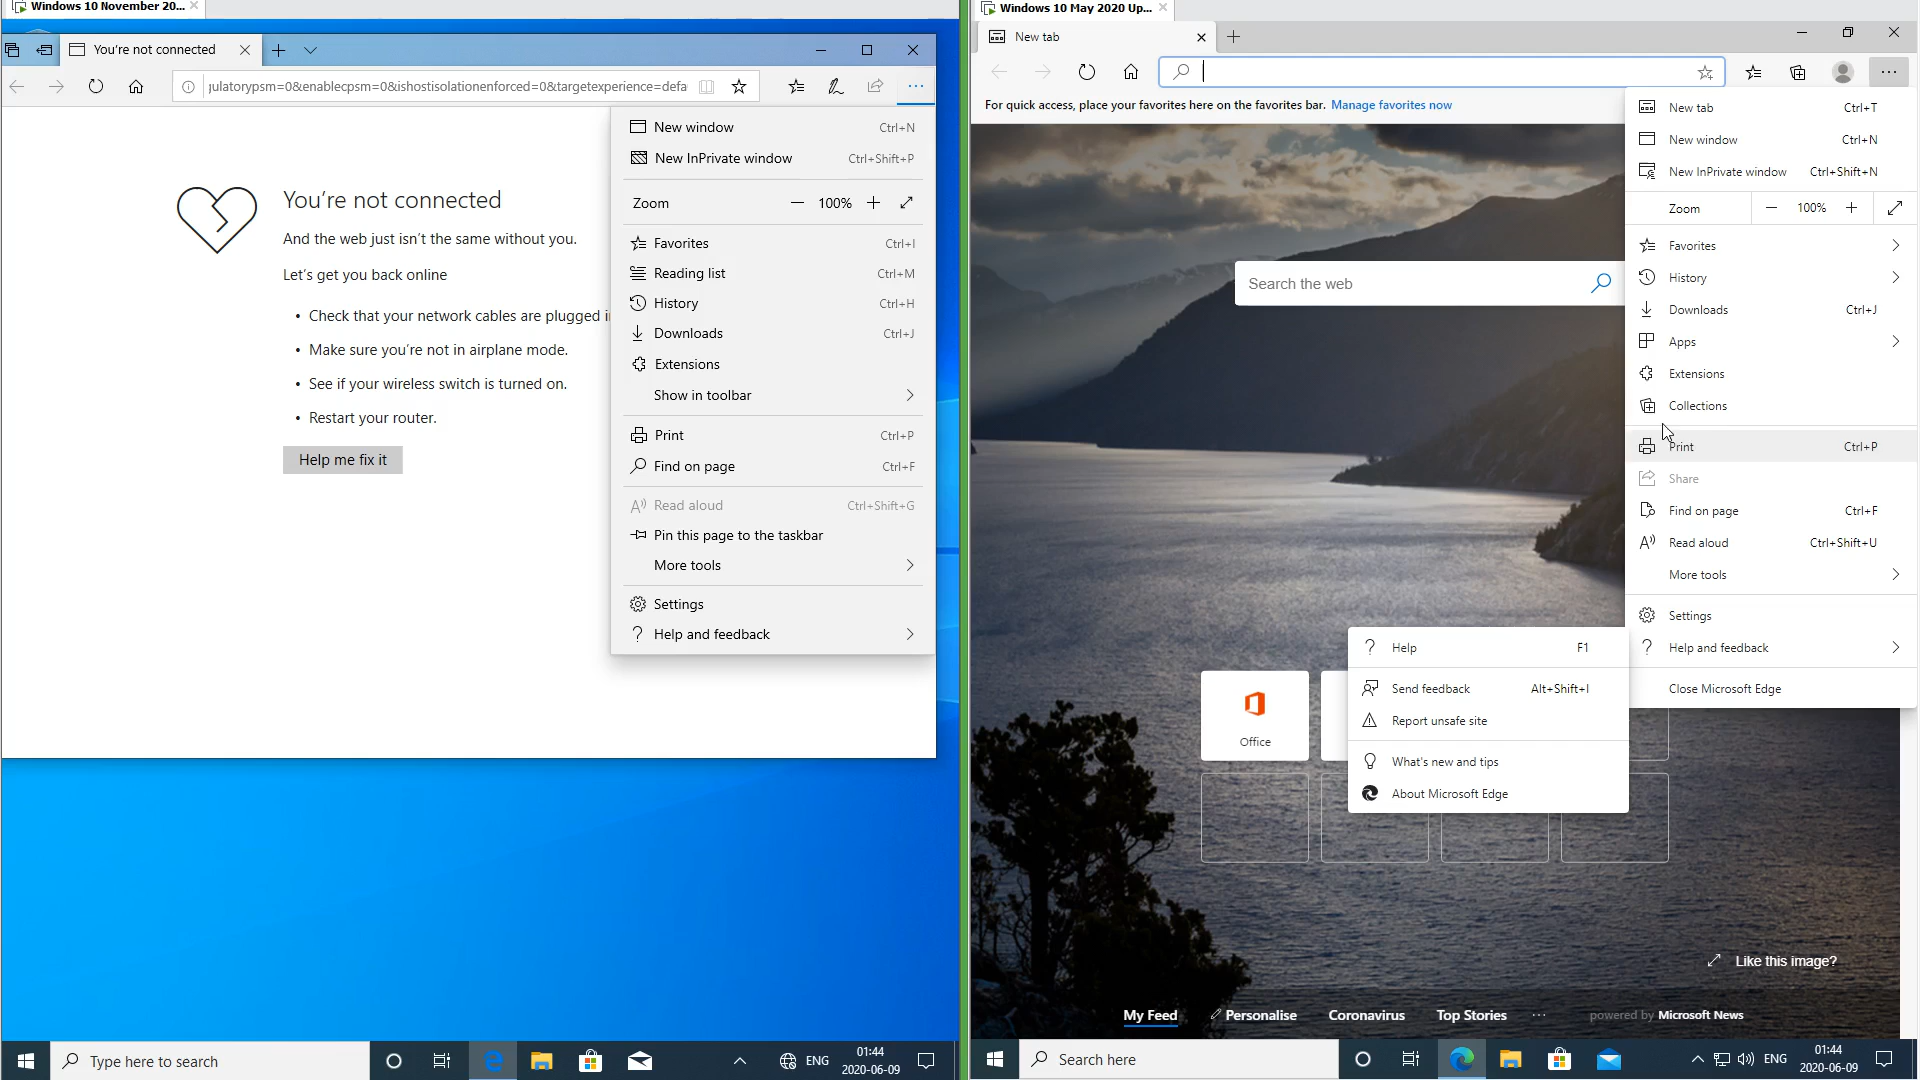 Windows 10 November 20...
You're not connected
julatorypsm=0&enablecpsm=0&ishostisolationenforced=0&targetexperience=defa
You're not connected
And the web just isn't the same without you.
Let's get you back online
• Check that your network cables are plugged i
• Make sure you're not in airplane mode.
• See if your wireless switch is turned on.
• Restart your router.
Help me fix it
New window Ctrl+N
New InPrivate window Ctrl+Shift+P
Zoom 100%
Favorites Ctrl+I
Reading list Ctrl+M
History Ctrl+H
Downloads Ctrl+J
Extensions
Show in toolbar
Print Ctrl+P
Find on page Ctrl+F
Read aloud Ctrl+Shift+G
Pin this page to the taskbar
More tools
Settings
Help and feedback
Type here to search
ENG
01:44
2020-06-09
Windows 10 May 2020 Up...
New tab
For quick access, place your favorites here on the favorites bar. Manage favorites now
Search the web
New tab Ctrl+T
New window Ctrl+N
New InPrivate window Ctrl+Shift+N
Zoom 100%
Favorites
History
Downloads Ctrl+J
Apps
Extensions
Collections
Print Ctrl+P
Share
Find on page Ctrl+F
Read aloud Ctrl+Shift+U
More tools
Settings
Help and feedback
Close Microsoft Edge
Help F1
Send feedback Alt+Shift+I
Report unsafe site
What's new and tips
About Microsoft Edge
Office
Like this image?
My Feed Personalise Coronavirus Top Stories ... powered by Microsoft News
Search here
ENG
01:44
2020-06-09